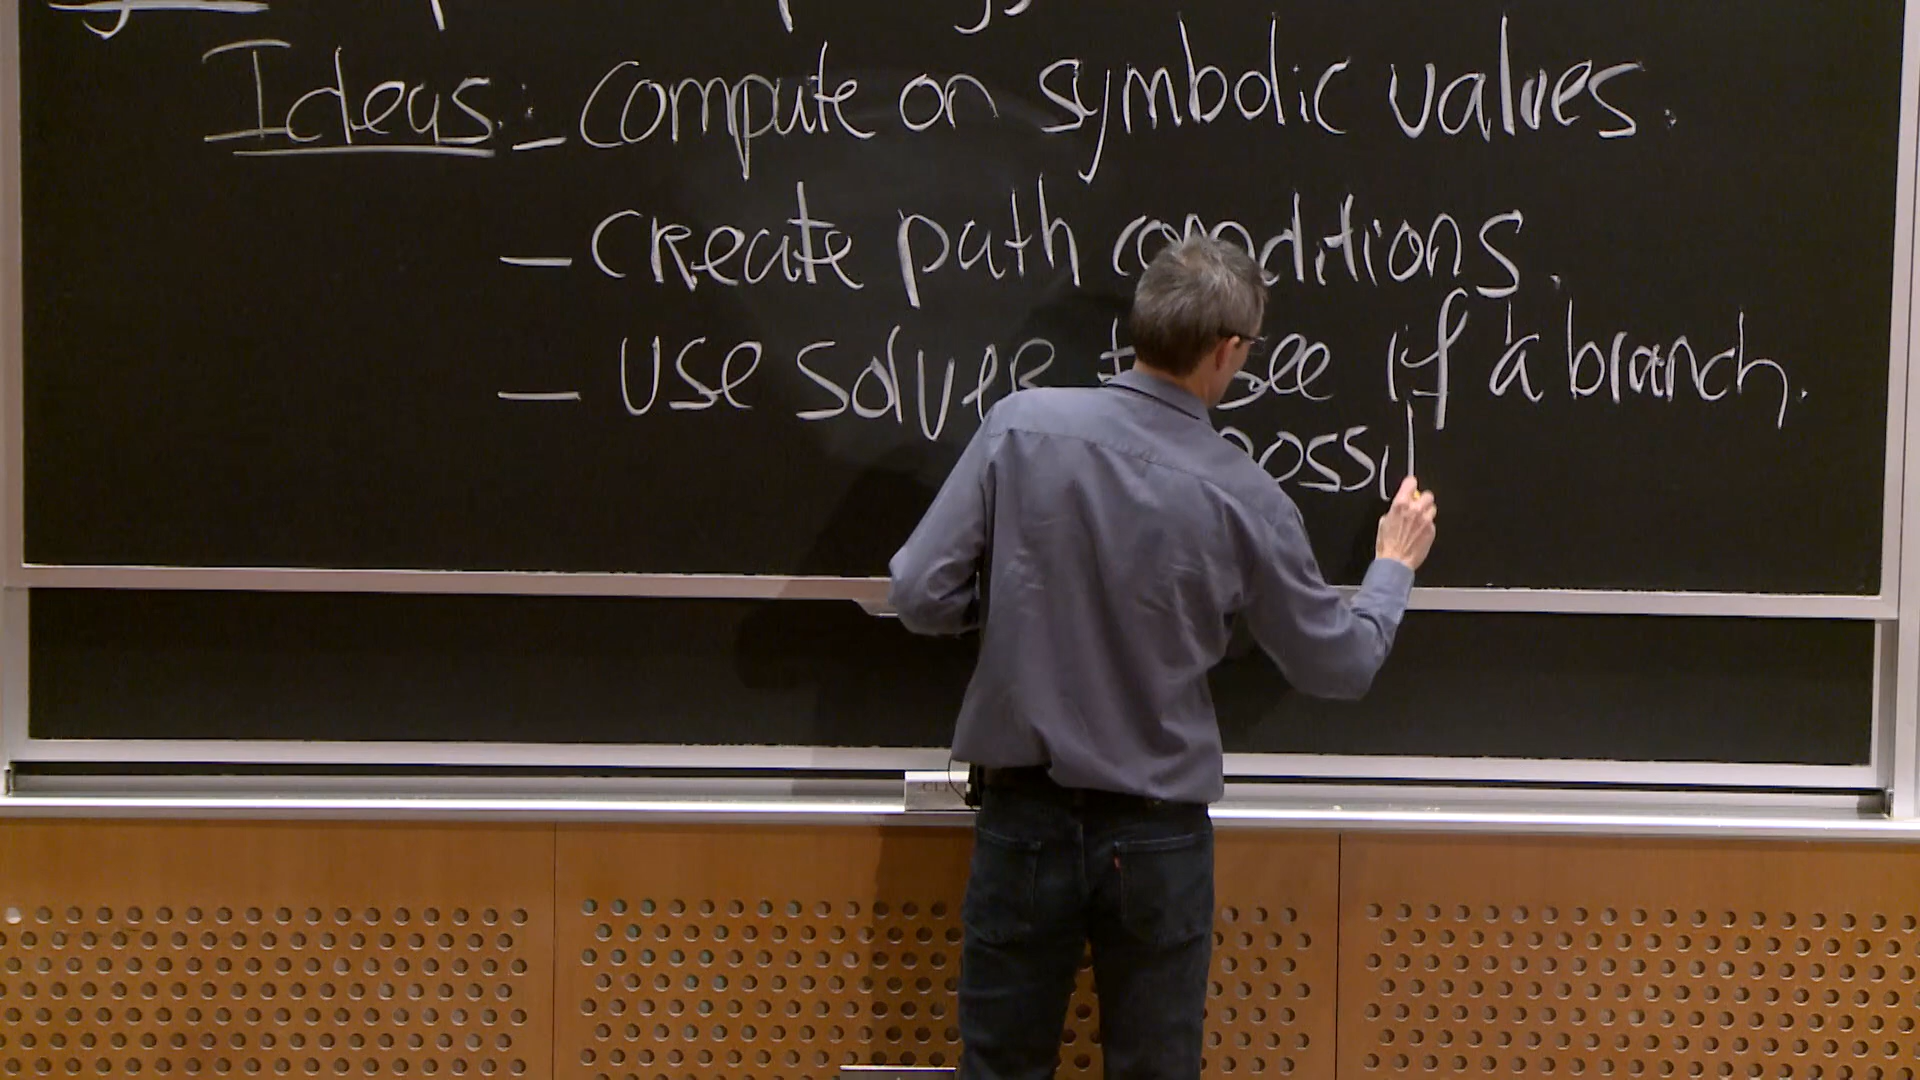 Ideas: - compute on symbolic values.
- create path conditions.
- use solver to see if a branch.
possi